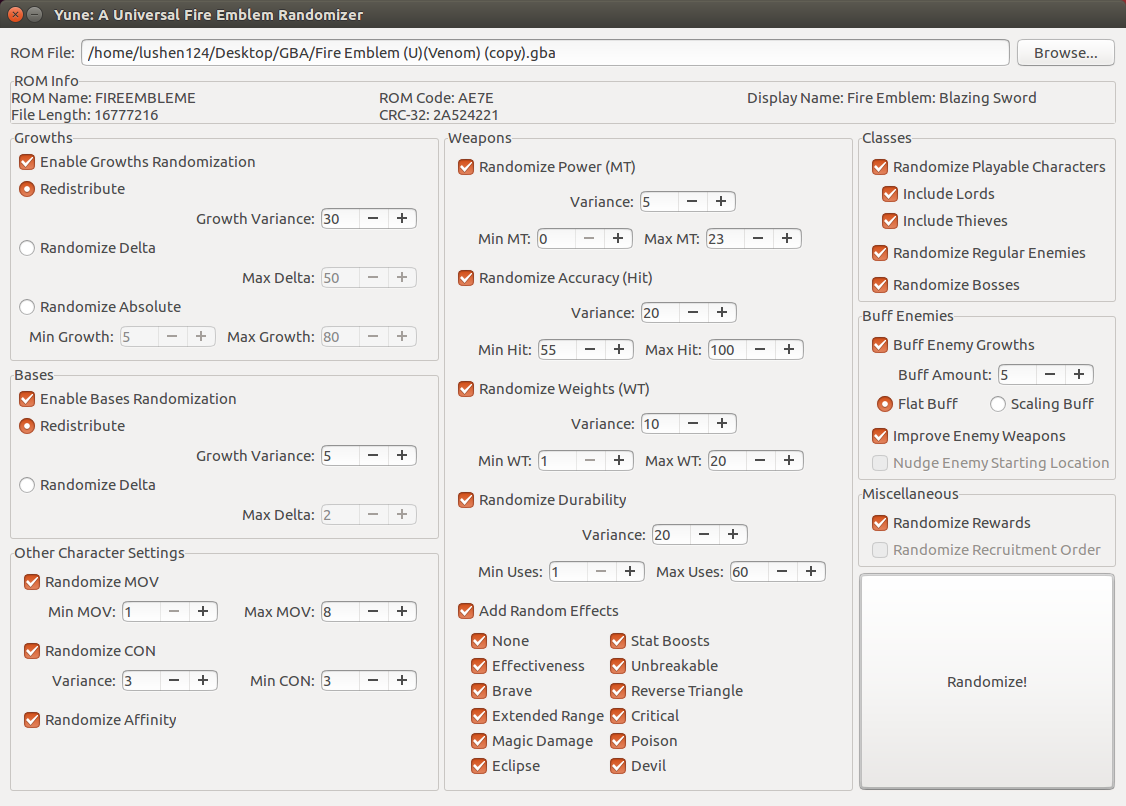 Yune: A Universal Fire Emblem Randomizer
ROM File: /home/lushen124/Desktop/GBA/Fire Emblem (U)(Venom) (copy).gba Browse...
ROM Info
ROM Name: FIREEMBLEME ROM Code: AE7E Display Name: Fire Emblem: Blazing Sword
File Length: 16777216 CRC-32: 2A524221
Growths
Enable Growths Randomization
Redistribute
Growth Variance: 30 − +
Randomize Delta
Max Delta: 50 − +
Randomize Absolute
Min Growth: 5 − + Max Growth: 80 − +
Bases
Enable Bases Randomization
Redistribute
Growth Variance: 5 − +
Randomize Delta
Max Delta: 2 − +
Other Character Settings
Randomize MOV
Min MOV: 1 − + Max MOV: 8 − +
Randomize CON
Variance: 3 − + Min CON: 3 − +
Randomize Affinity
Weapons
Randomize Power (MT)
Variance: 5 − +
Min MT: 0 − + Max MT: 23 − +
Randomize Accuracy (Hit)
Variance: 20 − +
Min Hit: 55 − + Max Hit: 100 − +
Randomize Weights (WT)
Variance: 10 − +
Min WT: 1 − + Max WT: 20 − +
Randomize Durability
Variance: 20 − +
Min Uses: 1 − + Max Uses: 60 − +
Add Random Effects
None Stat Boosts
Effectiveness Unbreakable
Brave Reverse Triangle
Extended Range Critical
Magic Damage Poison
Eclipse Devil
Classes
Randomize Playable Characters
Include Lords
Include Thieves
Randomize Regular Enemies
Randomize Bosses
Buff Enemies
Buff Enemy Growths
Buff Amount: 5 − +
Flat Buff Scaling Buff
Improve Enemy Weapons
Nudge Enemy Starting Location
Miscellaneous
Randomize Rewards
Randomize Recruitment Order
Randomize!